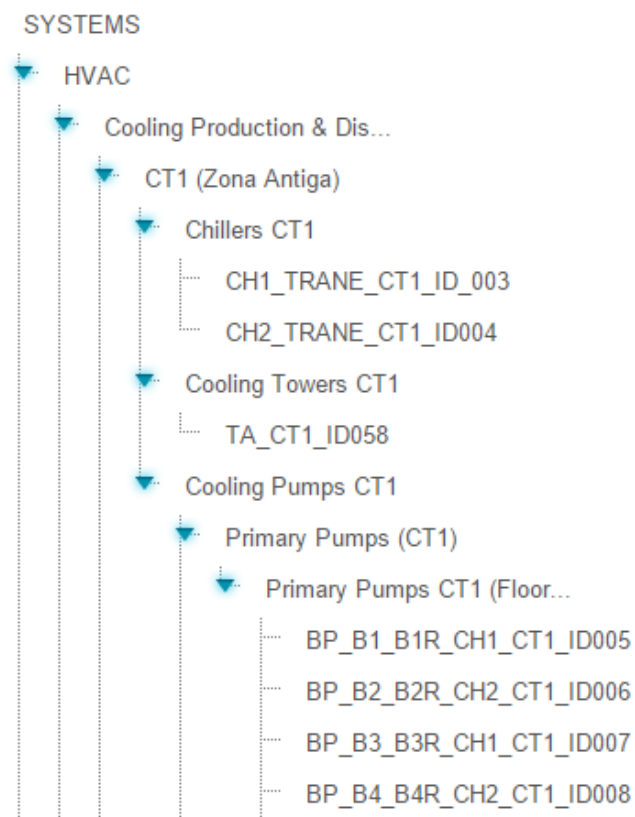 SYSTEMS
HVAC
Cooling Production & Dis...
CT1 (Zona Antiga)
Chillers CT1
CH1_TRANE_CT1_ID_003
CH2_TRANE_CT1_ID004
Cooling Towers CT1
TA_CT1_ID058
Cooling Pumps CT1
Primary Pumps (CT1)
Primary Pumps CT1 (Floor...
BP_B1_B1R_CH1_CT1_ID005
BP_B2_B2R_CH2_CT1_ID006
BP_B3_B3R_CH1_CT1_ID007
BP_B4_B4R_CH2_CT1_ID008